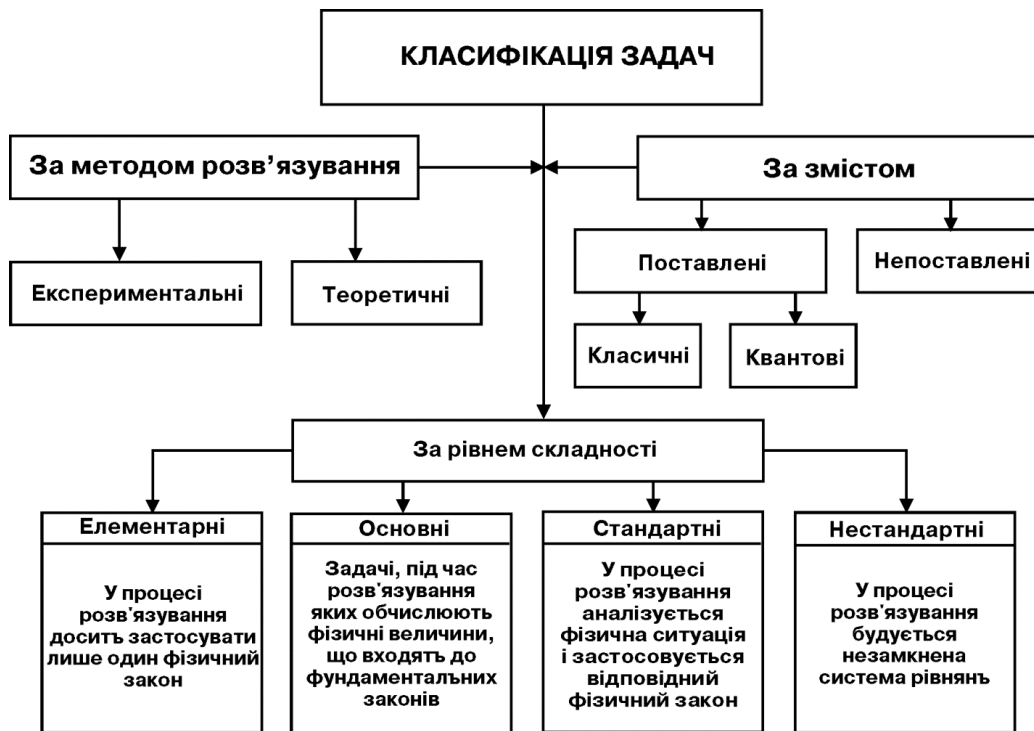 КЛАСИФІКАЦІЯ ЗАДАЧ
За методом розв’язування
За змістом
Експериментальні
Теоретичні
Поставлені
Непоставлені
Класичні
Квантові
За рівнем складності
Елементарні
У процесі
розв'язування
досить застосувати
лише один фізичний
закон
Основні
Задачі, під час
розв'язування
яких обчислюють
фізичні величини,
що входять до
фундаментальних
законів
Стандартні
У процесі
розв'язування
аналізується
фізична ситуація
і застосовується
відповідний
фізичний закон
Нестандартні
У процесі
розв'язування
будується
незамкнена
система рівнянь